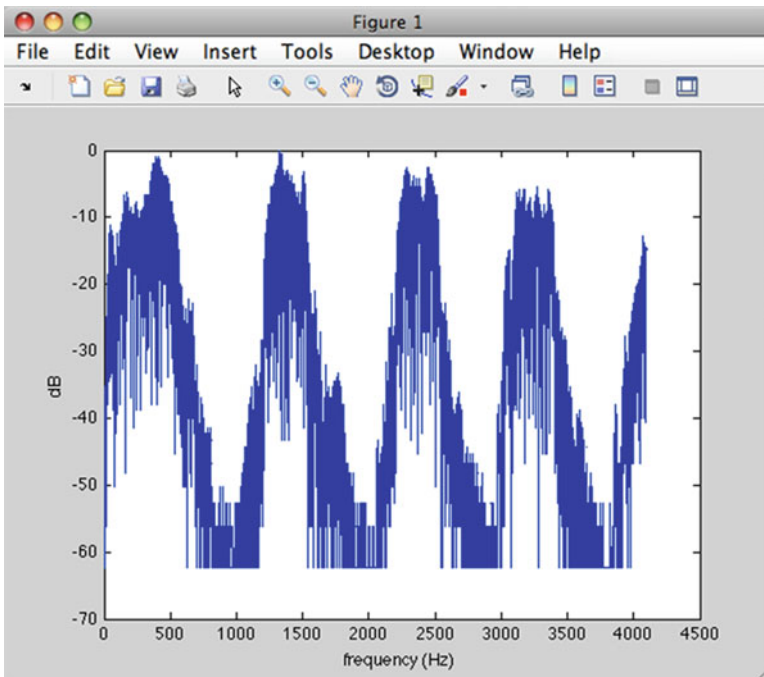 Figure 1
File Edit View Insert Tools Desktop Window Help
0
-10
-20
-30
-40
-50
-60
-70
dB
0 500 1000 1500 2000 2500 3000 3500 4000 4500
frequency (Hz)